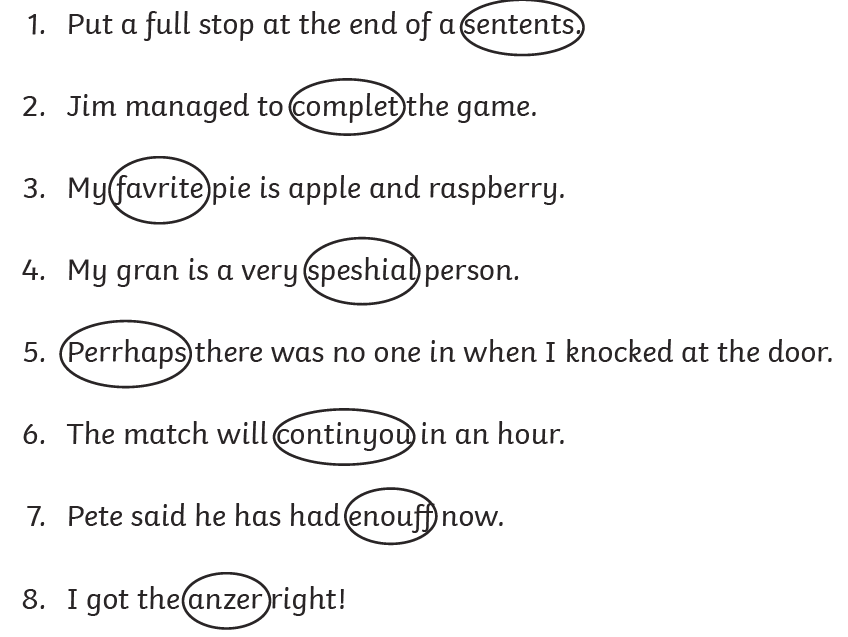 1. Put a full stop at the end of a sentents.
2. Jim managed to complet the game.
3. My favrite pie is apple and raspberry.
4. My gran is a very speshial person.
5. Perrhaps there was no one in when I knocked at the door.
6. The match will continyou in an hour.
7. Pete said he has had enouff now.
8. I got the anzer right!